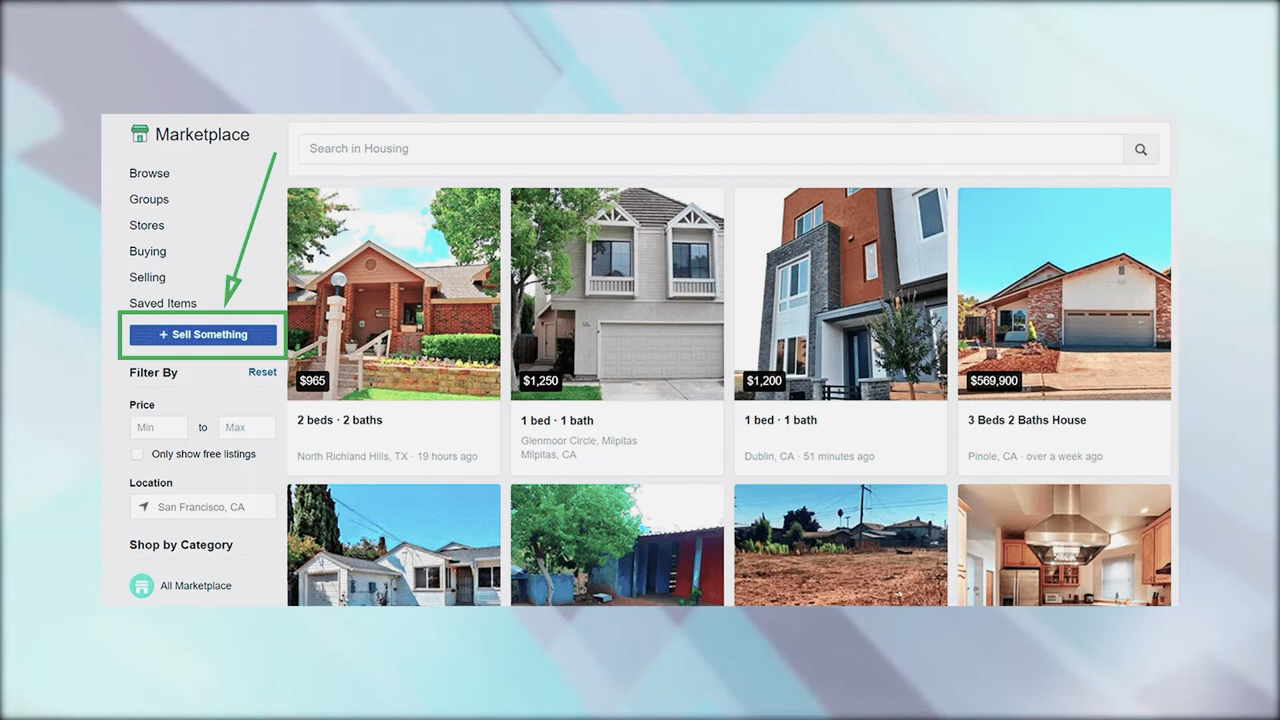 Marketplace
Search in Housing
Browse
Groups
Stores
Buying
Selling
Saved Items
+ Sell Something
Filter By Reset
Price
Min to Max
Only show free listings
Location
San Francisco, CA
Shop by Category
All Marketplace
$965
2 beds · 2 baths
North Richland Hills, TX · 19 hours ago
$1,250
1 bed · 1 bath
Glenmoor Circle, Milpitas
Milpitas, CA
$1,200
1 bed · 1 bath
Dublin, CA · 51 minutes ago
$569,900
3 Beds 2 Baths House
Pinole, CA · over a week ago